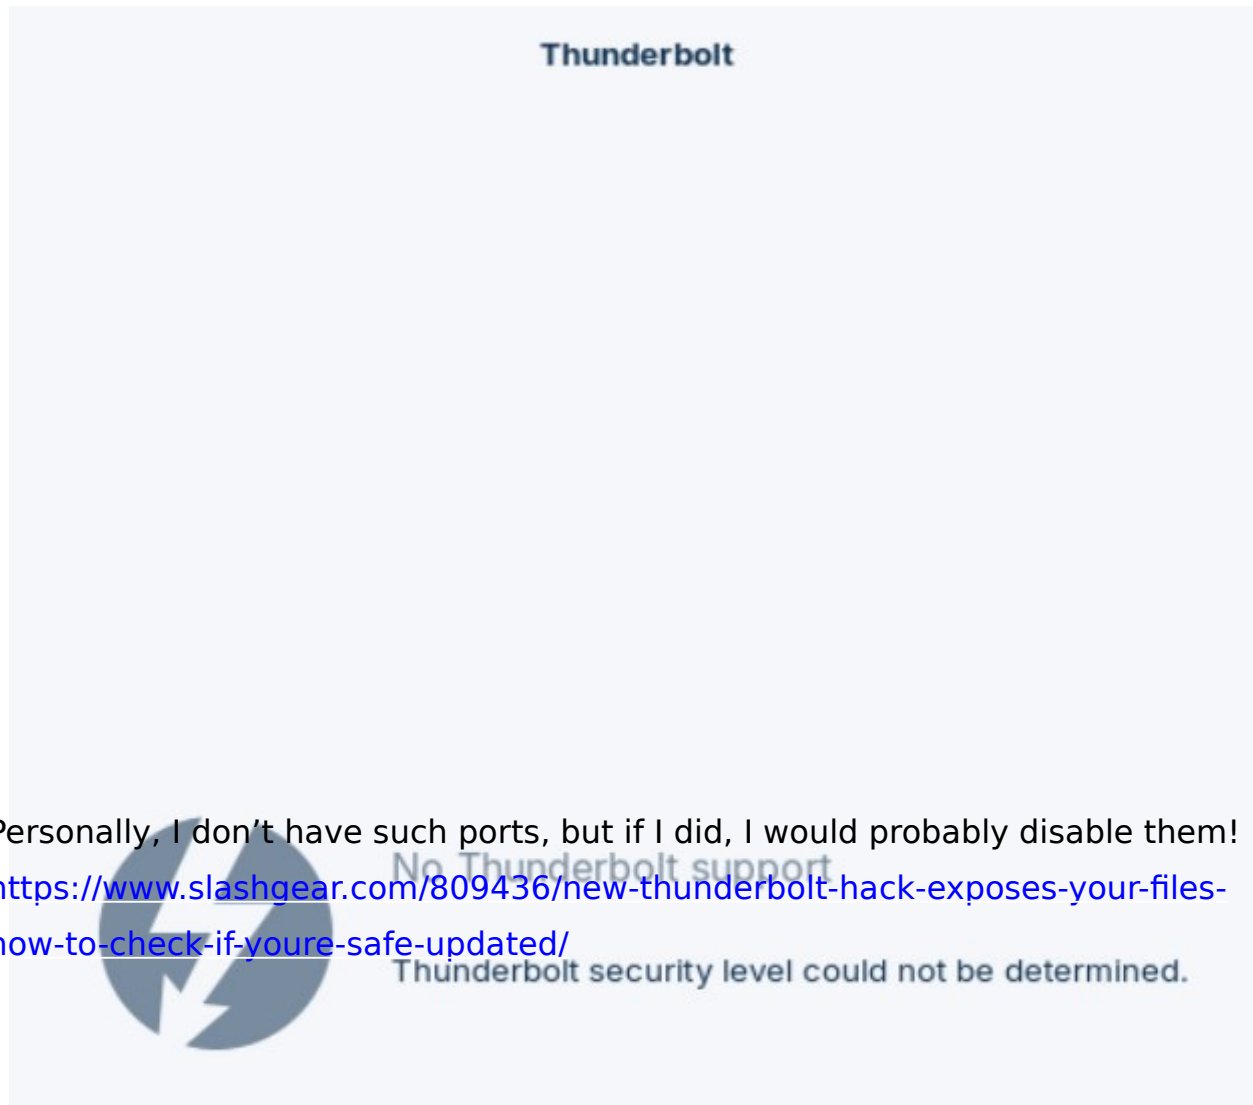 Thunderbolt
Personally, I don’t have such ports, but if I did, I would probably disable them!
No Thunderbolt support
https://www.slashgear.com/809436/new-thunderbolt-hack-exposes-your-files-
how-to-check-if-youre-safe-updated/
Thunderbolt security level could not be determined.